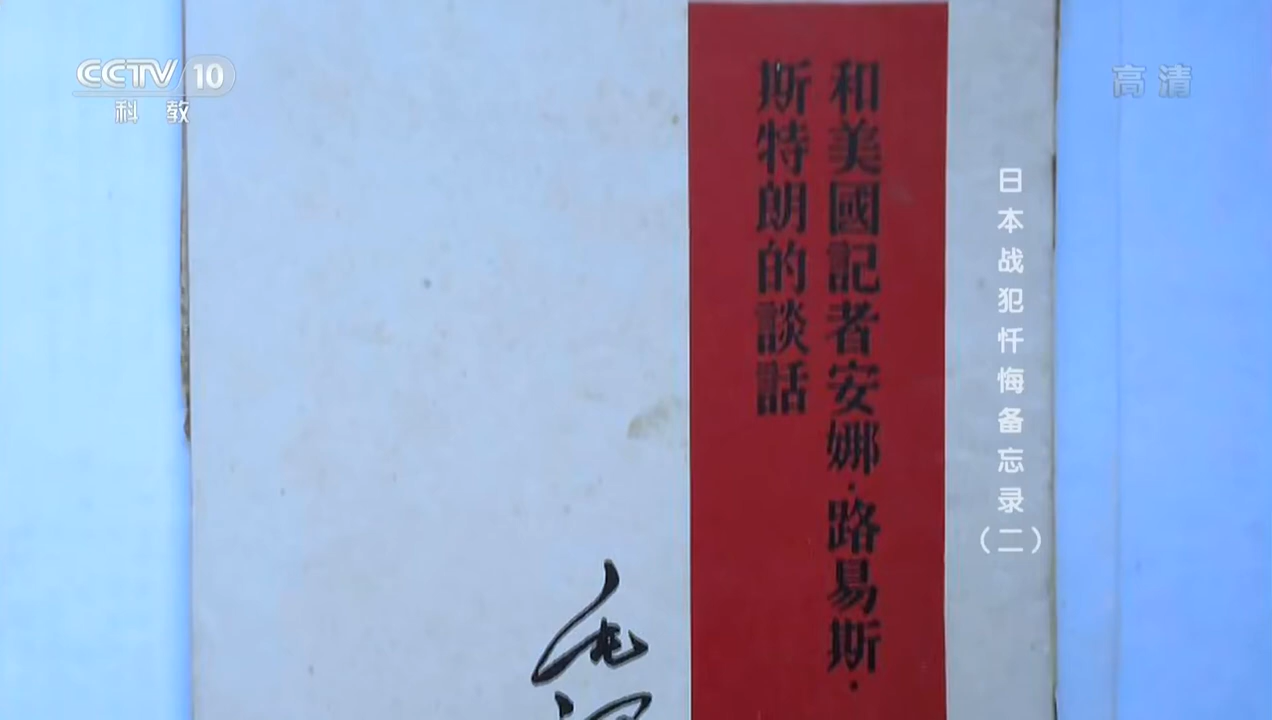 CCTV 10
科教
高清
和美國記者安娜·路易斯·
斯特朗的談話
日本战犯忏悔备忘录
(二)
毛